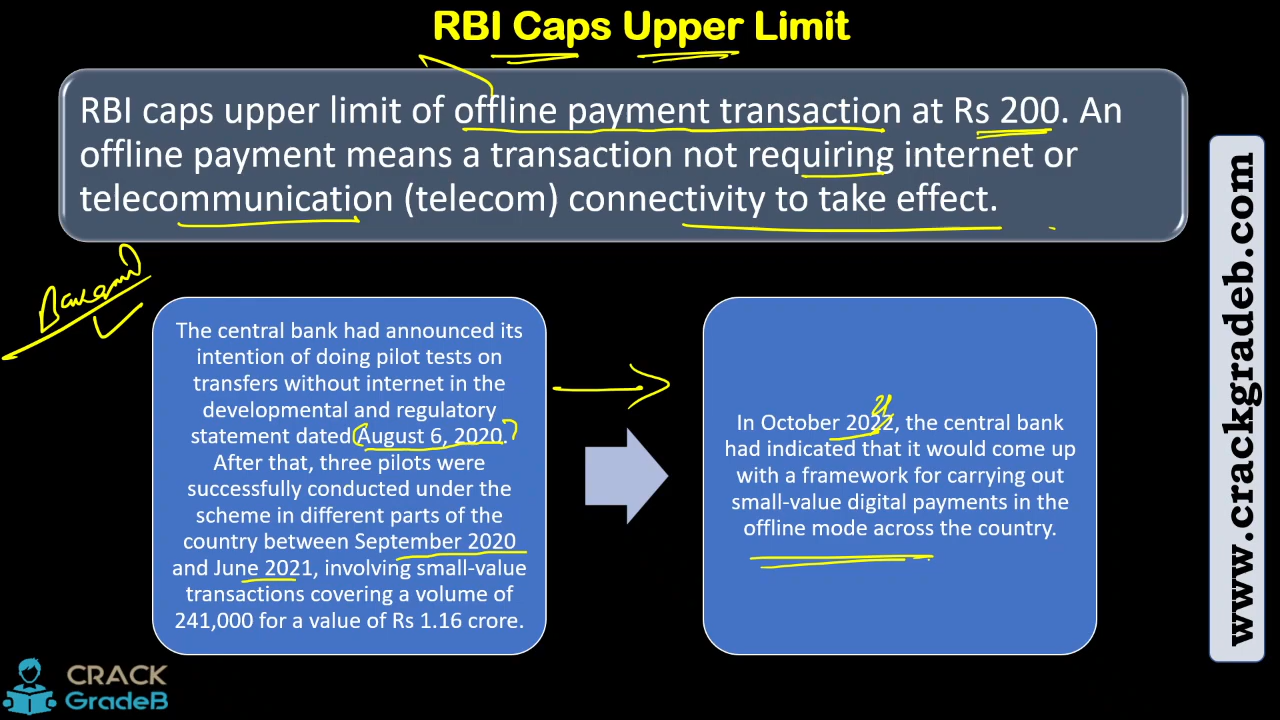 RBI Caps Upper Limit
RBI caps upper limit of offline payment transaction at Rs 200. An
offline payment means a transaction not requiring internet or
telecommunication (telecom) connectivity to take effect.
The central bank had announced its
intention of doing pilot tests on
transfers without internet in the
developmental and regulatory
statement dated August 6, 2020.
After that, three pilots were
successfully conducted under the
scheme in different parts of the
country between September 2020
and June 2021, involving small-value
transactions covering a volume of
241,000 for a value of Rs 1.16 crore.
In October 2022, the central bank
had indicated that it would come up
with a framework for carrying out
small-value digital payments in the
offline mode across the country.
www.crackgradeb.com
CRACK
GradeB